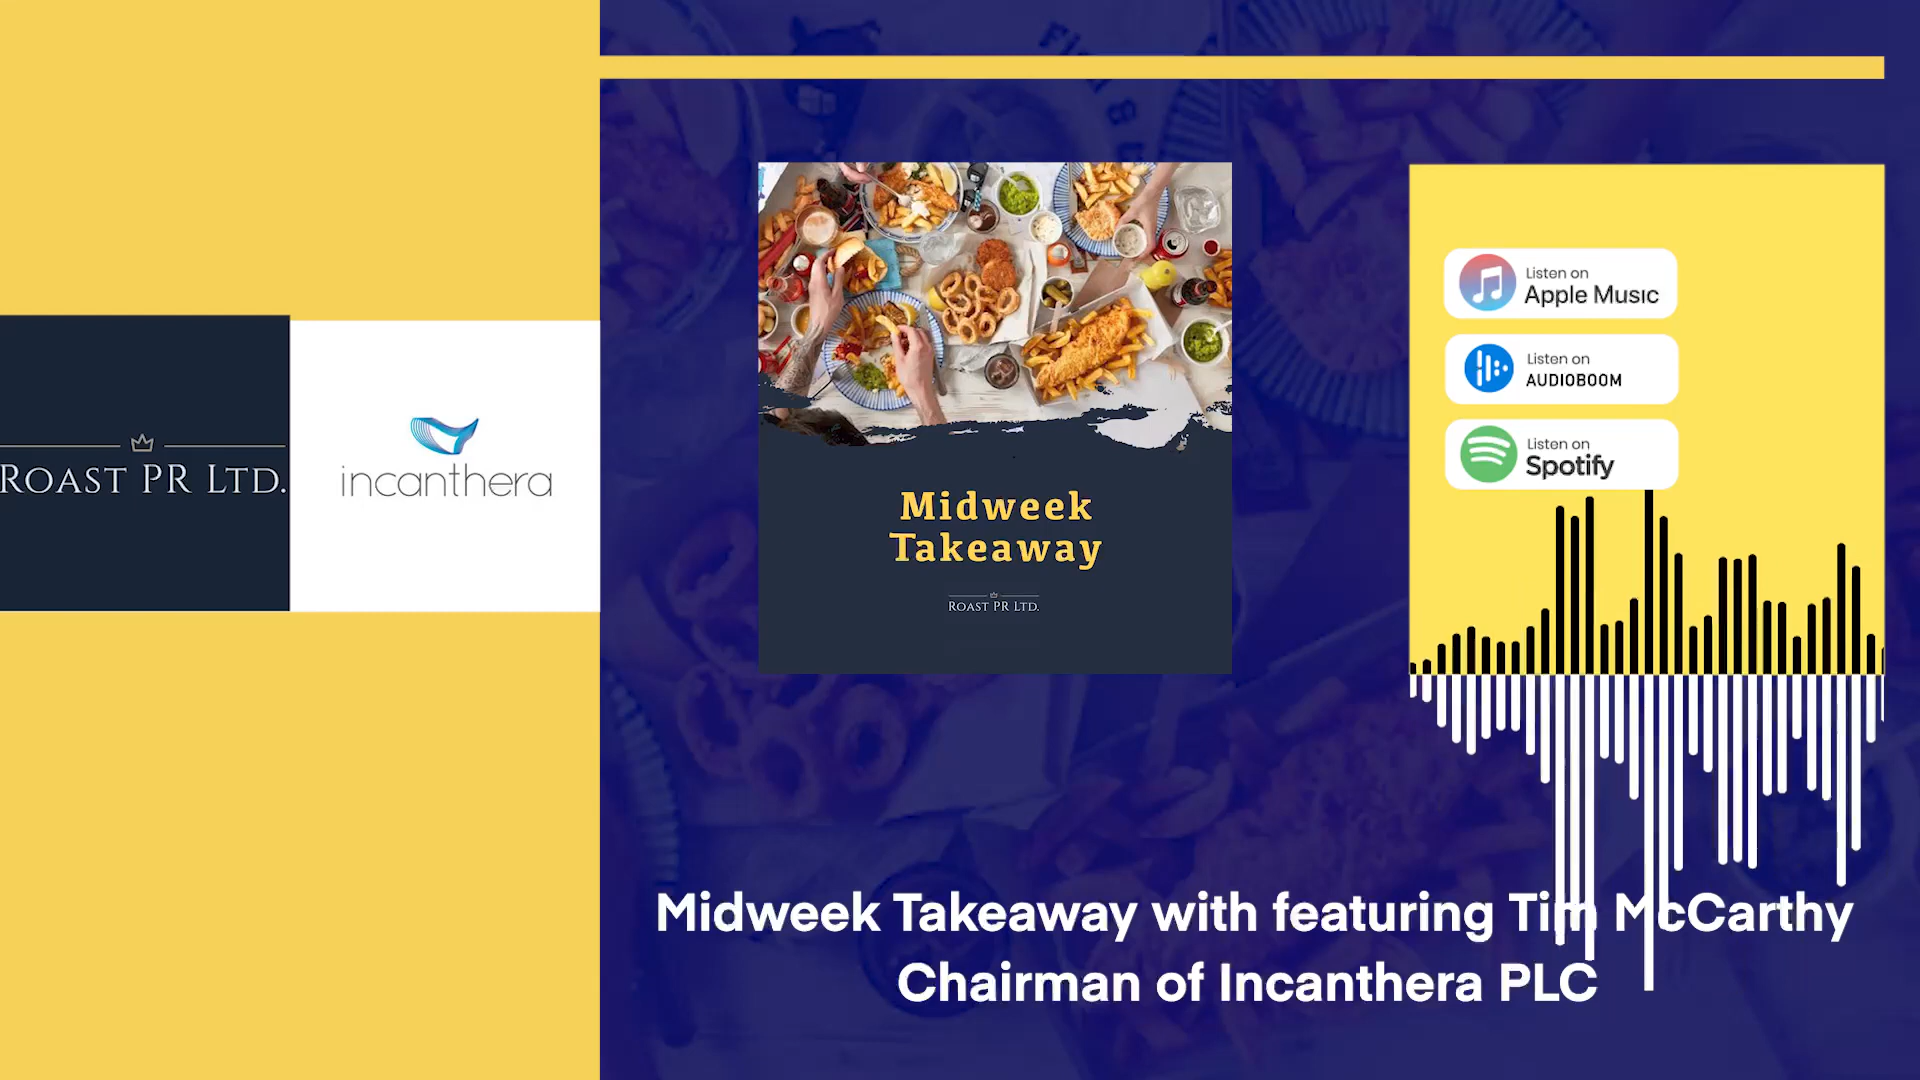 ROAST PR LTD.
incanthera
Midweek
Takeaway
ROAST PR LTD.
Listen on
Apple Music
Listen on
AUDIOBOOM
Listen on
Spotify
Midweek Takeaway with featuring Tim McCarthy
Chairman of Incanthera PLC